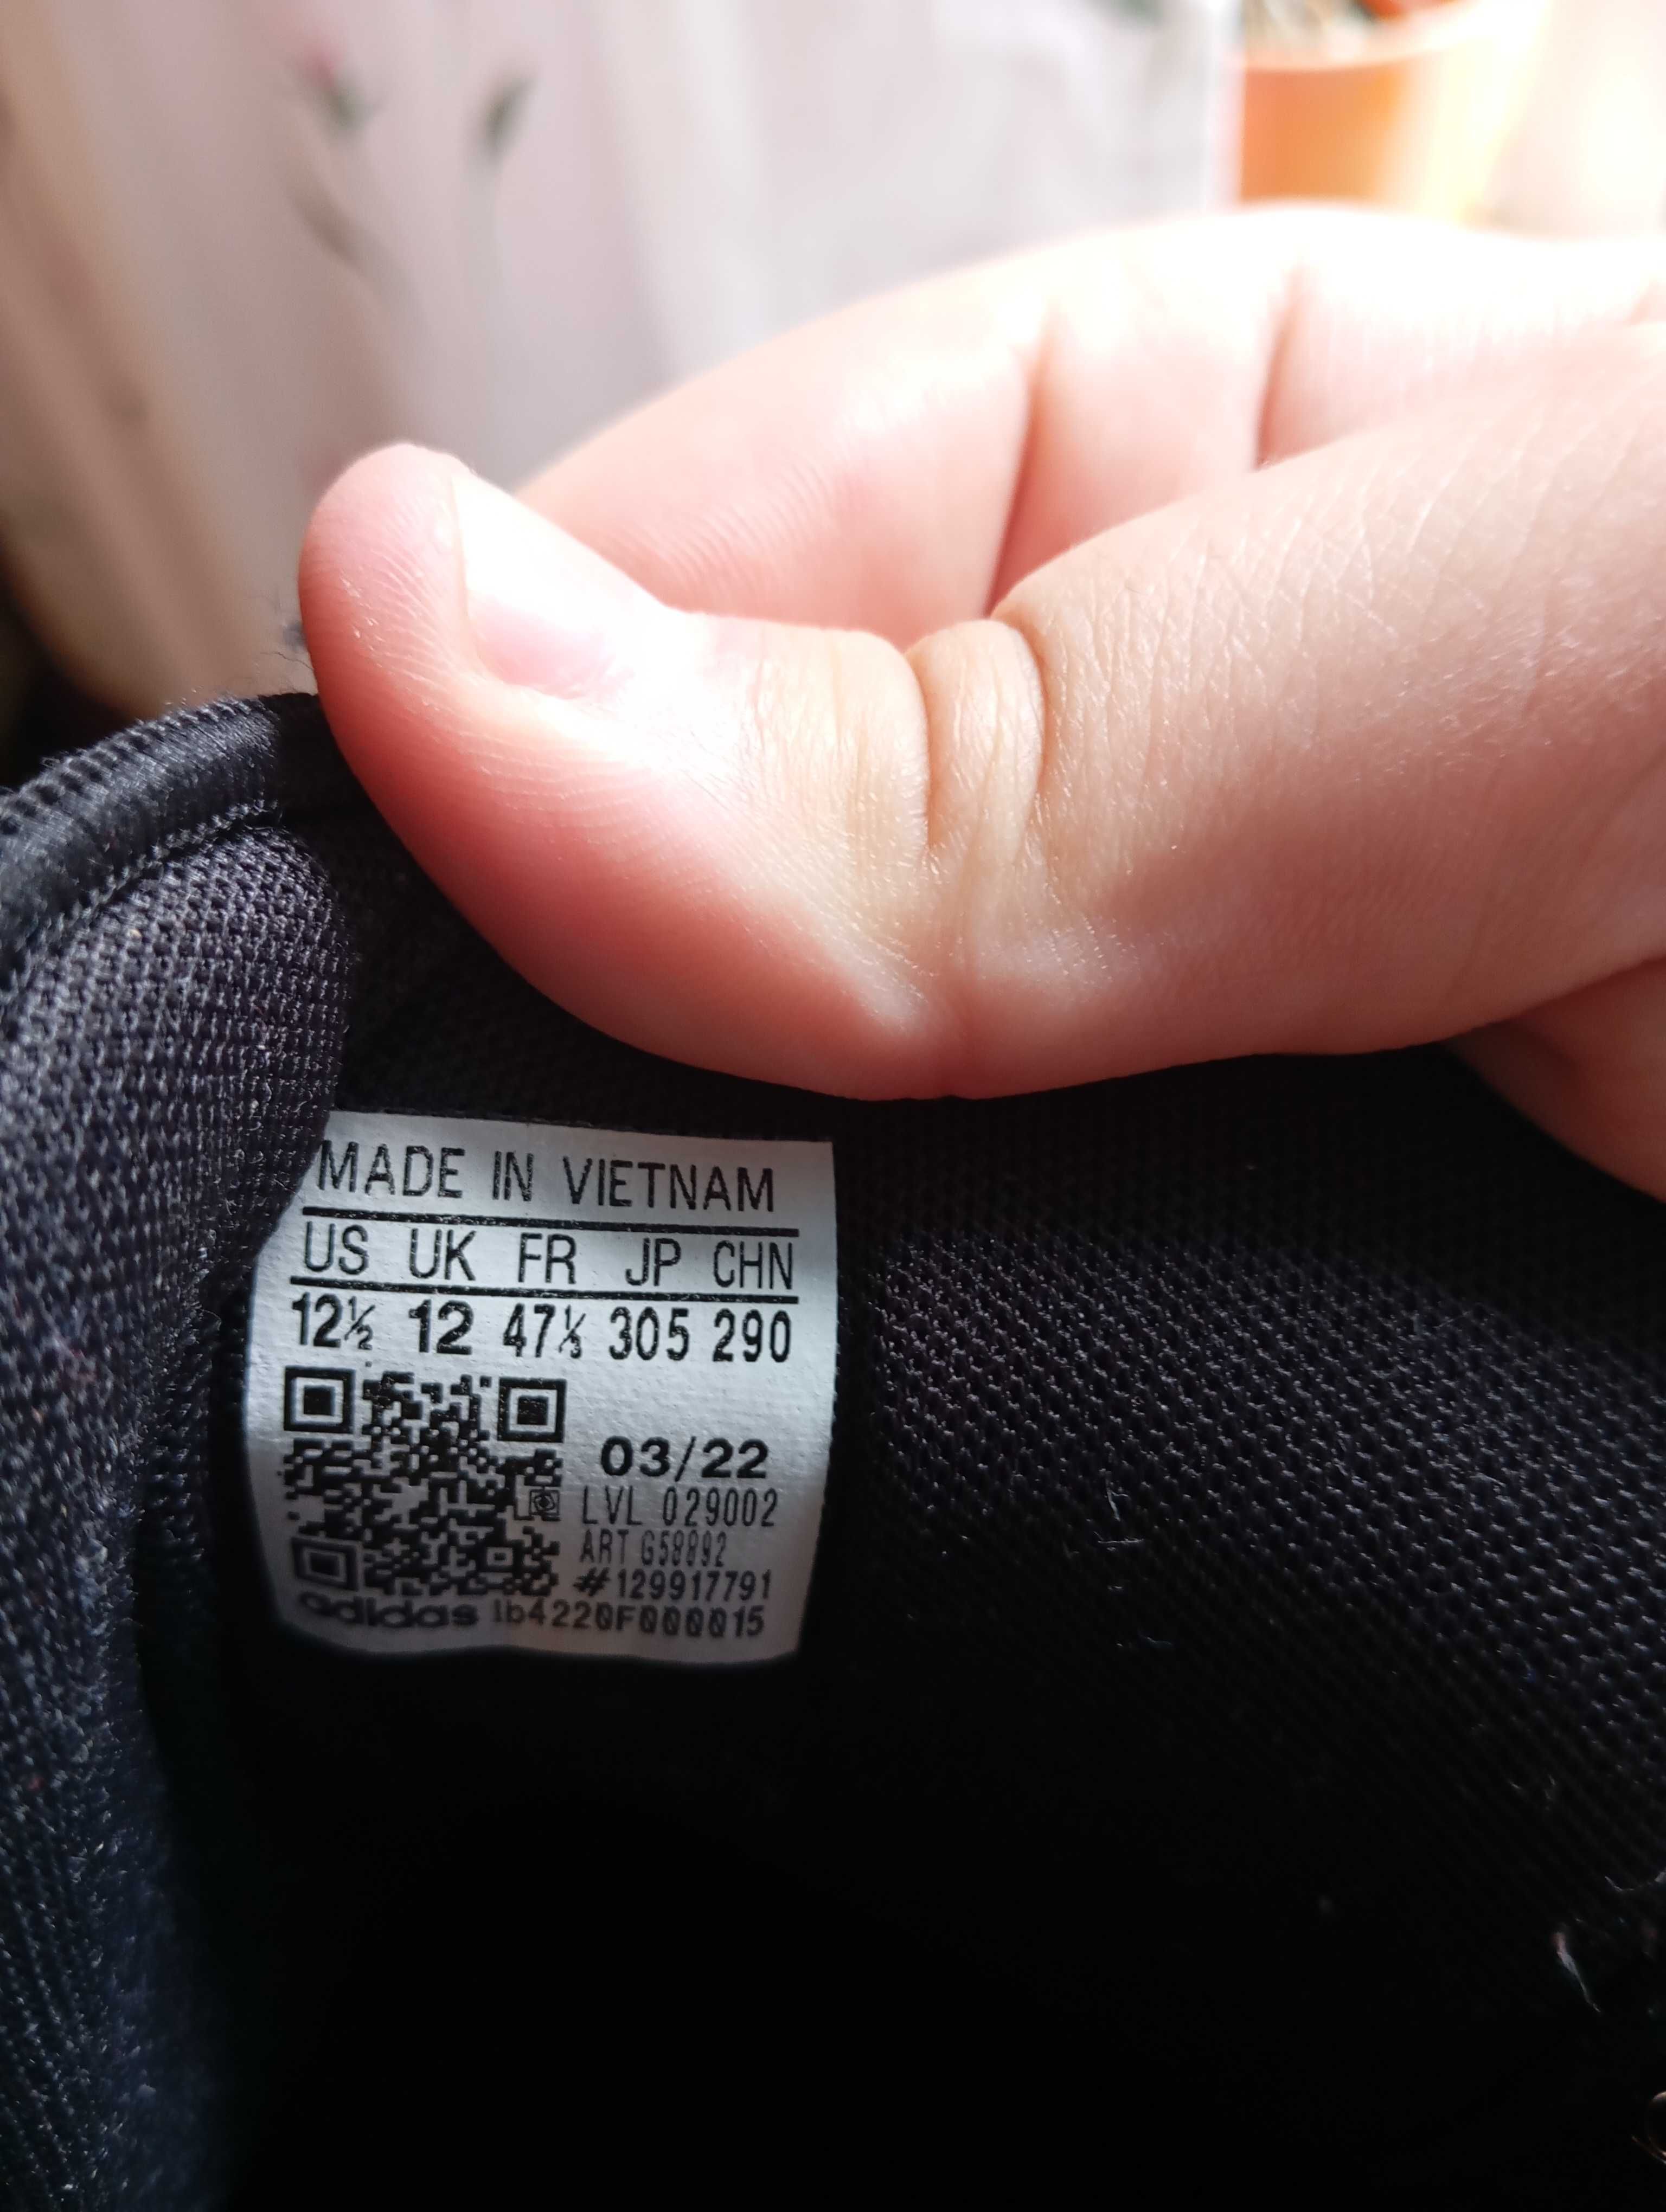 MADE IN VIETNAM
US UK FR JP CHN
12½ 12 47⅓ 305 290
03/22
LVL 029002
ART G58892
#129917791
adidas lb4220F000015